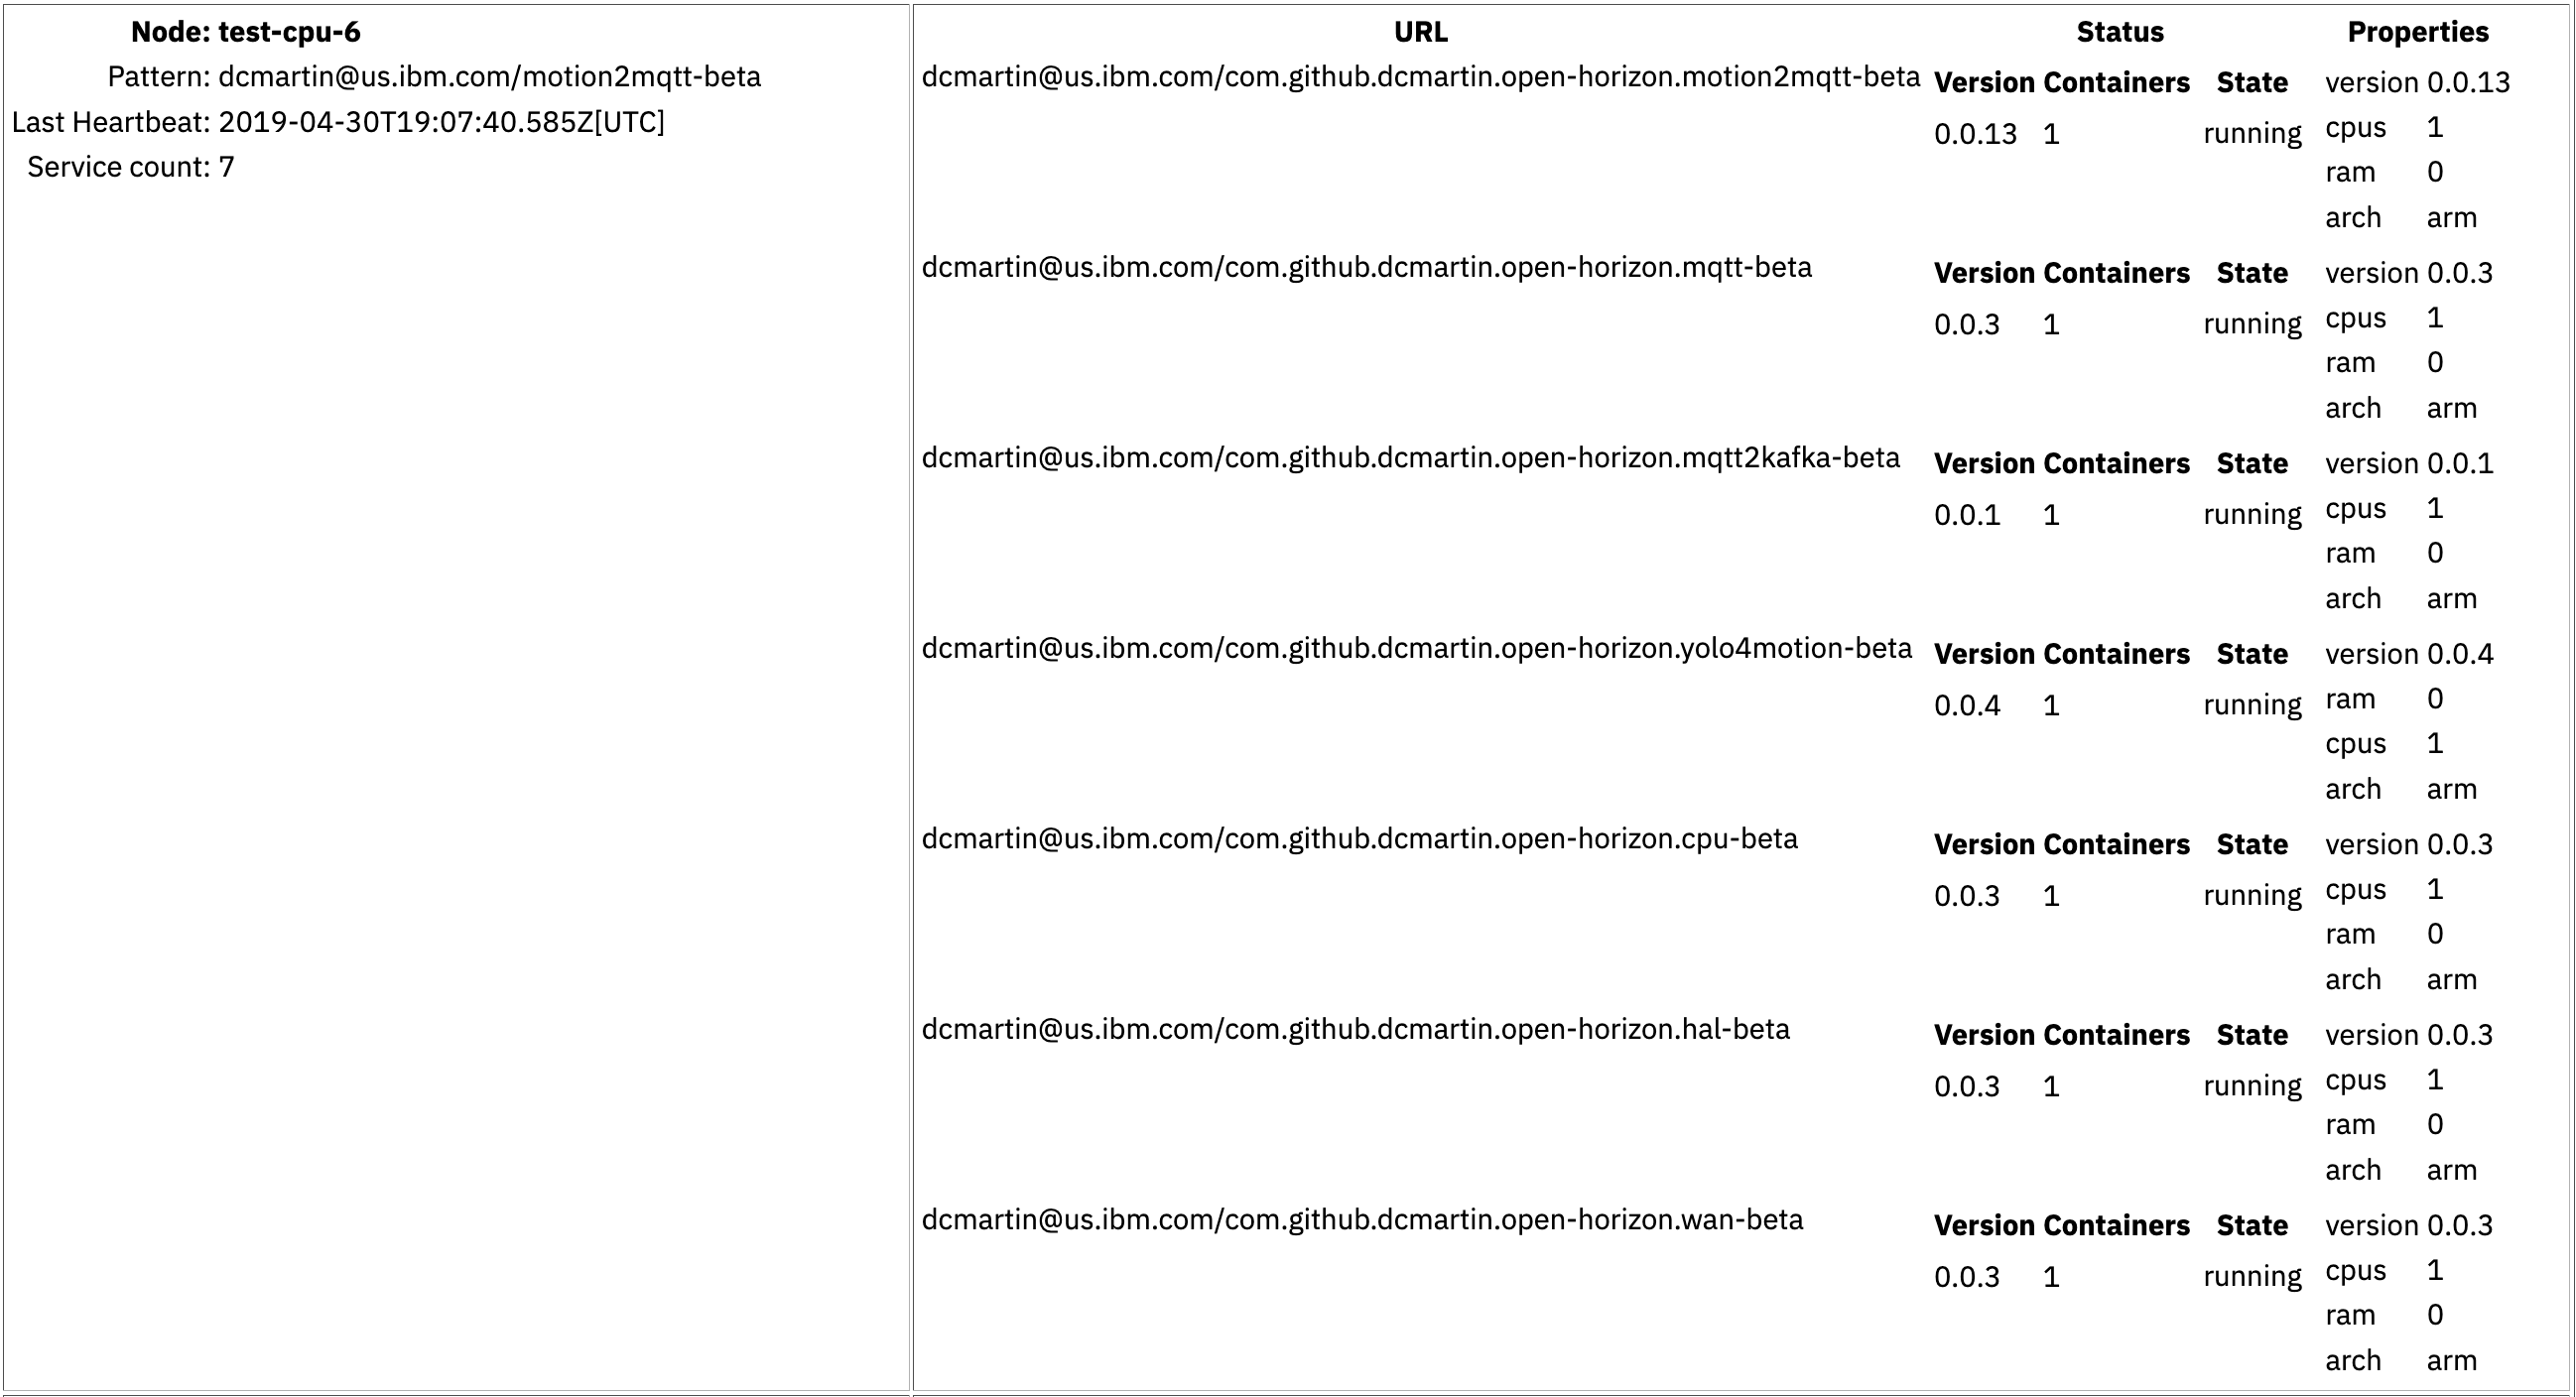 Node: test-cpu-6
Pattern: dcmartin@us.ibm.com/motion2mqtt-beta
Last Heartbeat: 2019-04-30T19:07:40.585Z[UTC]
Service count: 7
URL Status Properties
dcmartin@us.ibm.com/com.github.dcmartin.open-horizon.motion2mqtt-beta Version Containers State version 0.0.13
0.0.13 1 running cpus 1
ram 0
arch arm
dcmartin@us.ibm.com/com.github.dcmartin.open-horizon.mqtt-beta Version Containers State version 0.0.3
0.0.3 1 running cpus 1
ram 0
arch arm
dcmartin@us.ibm.com/com.github.dcmartin.open-horizon.mqtt2kafka-beta Version Containers State version 0.0.1
0.0.1 1 running cpus 1
ram 0
arch arm
dcmartin@us.ibm.com/com.github.dcmartin.open-horizon.yolo4motion-beta Version Containers State version 0.0.4
0.0.4 1 running ram 0
cpus 1
arch arm
dcmartin@us.ibm.com/com.github.dcmartin.open-horizon.cpu-beta Version Containers State version 0.0.3
0.0.3 1 running cpus 1
ram 0
arch arm
dcmartin@us.ibm.com/com.github.dcmartin.open-horizon.hal-beta Version Containers State version 0.0.3
0.0.3 1 running cpus 1
ram 0
arch arm
dcmartin@us.ibm.com/com.github.dcmartin.open-horizon.wan-beta Version Containers State version 0.0.3
0.0.3 1 running cpus 1
ram 0
arch arm